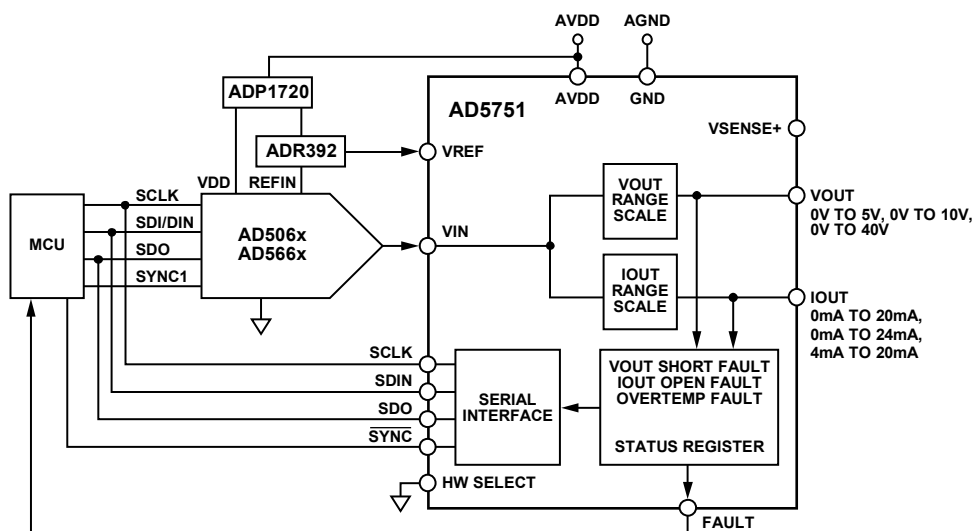 AVDD
AGND
ADP1720
AVDD
GND
AD5751
VSENSE+
ADR392
VREF
VDD
REFIN
SCLK
SDI/DIN
SDO
SYNC1
MCU
AD506x
AD566x
VIN
VOUT
RANGE
SCALE
VOUT
0V TO 5V, 0V TO 10V,
0V TO 40V
IOUT
RANGE
SCALE
IOUT
0mA TO 20mA,
0mA TO 24mA,
4mA TO 20mA
SCLK
SDIN
SDO
SYNC
SERIAL
INTERFACE
VOUT SHORT FAULT
IOUT OPEN FAULT
OVERTEMP FAULT
STATUS REGISTER
HW SELECT
FAULT